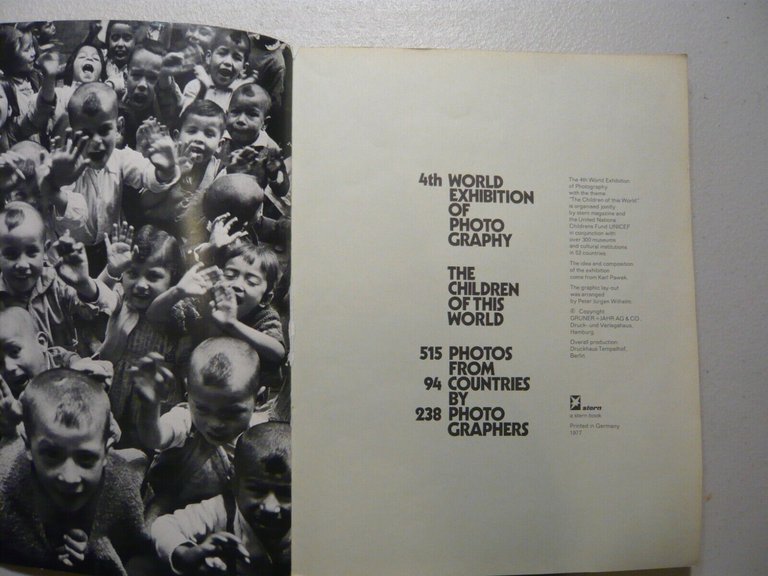 4th WORLD
EXHIBITION
OF
PHOTO
GRAPHY
THE
CHILDREN
OF THIS
WORLD
515 PHOTOS
FROM
94 COUNTRIES
BY
238 PHOTO
GRAPHERS
The 4th World Exhibition
of Photography
with the theme
"The Children of this World"
is organised jointly
by stern magazine and
the United Nations
Childrens Fund UNICEF
in conjunction with
over 300 museums
and cultural institutions
in 52 countries
The idea and composition
of the exhibition
come from Karl Pawek.
The graphic lay-out
was arranged
by Peter Jürgen Wilhelm.
© Copyright
GRUNER + JAHR AG & CO.,
Druck- und Verlagshaus,
Hamburg.
Overall production:
Druckhaus Tempelhof,
Berlin.
stern
a stern book
Printed in Germany
1977